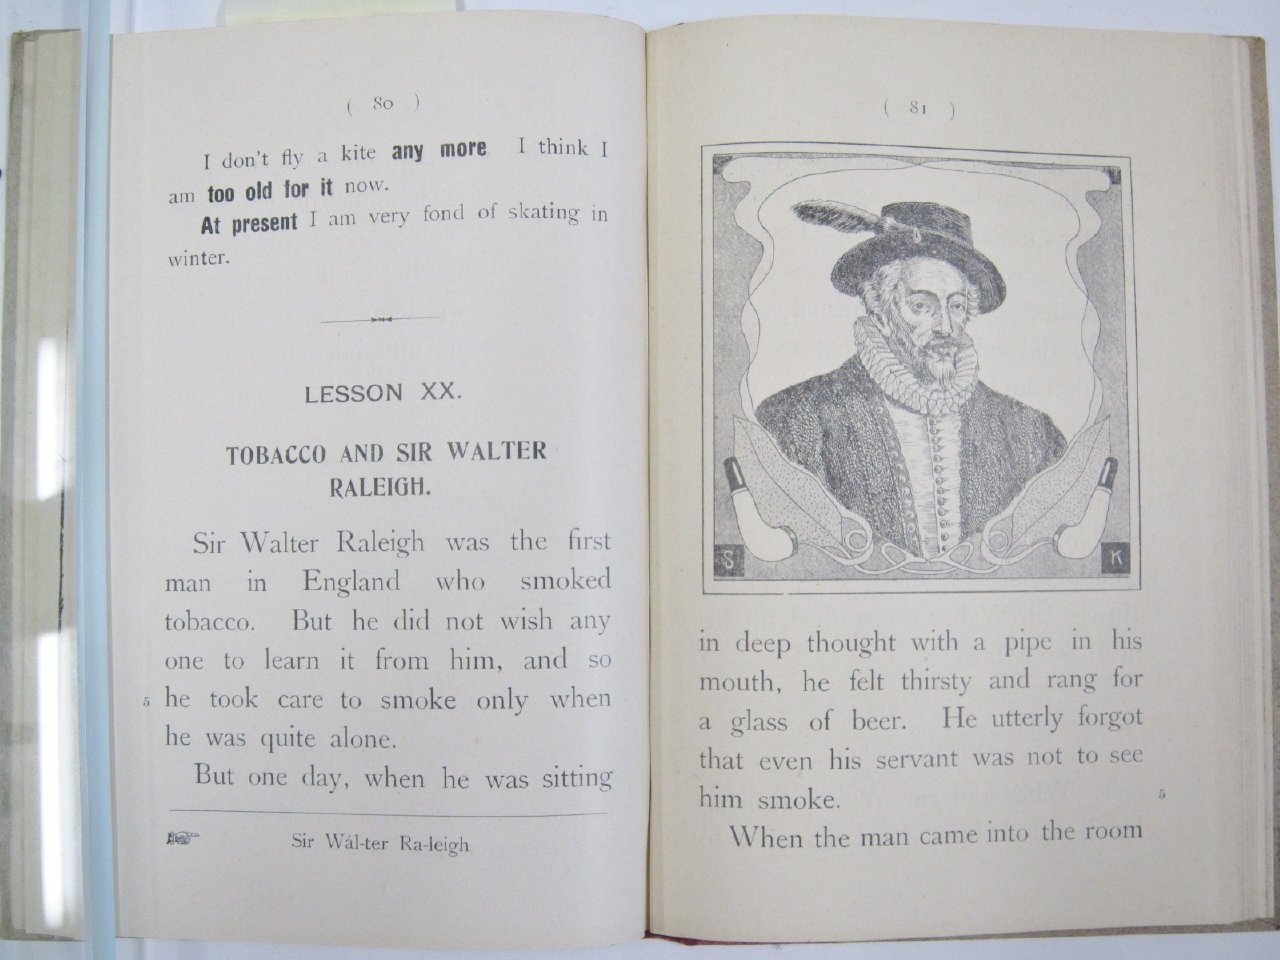 ( 80 )
I don't fly a kite any more I think I
am too old for it now.
At present I am very fond of skating in
winter.
LESSON XX.
TOBACCO AND SIR WALTER
RALEIGH.
Sir Walter Raleigh was the first
man in England who smoked
tobacco. But he did not wish any
one to learn it from him, and so
5 he took care to smoke only when
he was quite alone.
But one day, when he was sitting
Sir Wál-ter Ra-leigh
( 81 )
S K
in deep thought with a pipe in his
mouth, he felt thirsty and rang for
a glass of beer. He utterly forgot
that even his servant was not to see
him smoke. 5
When the man came into the room